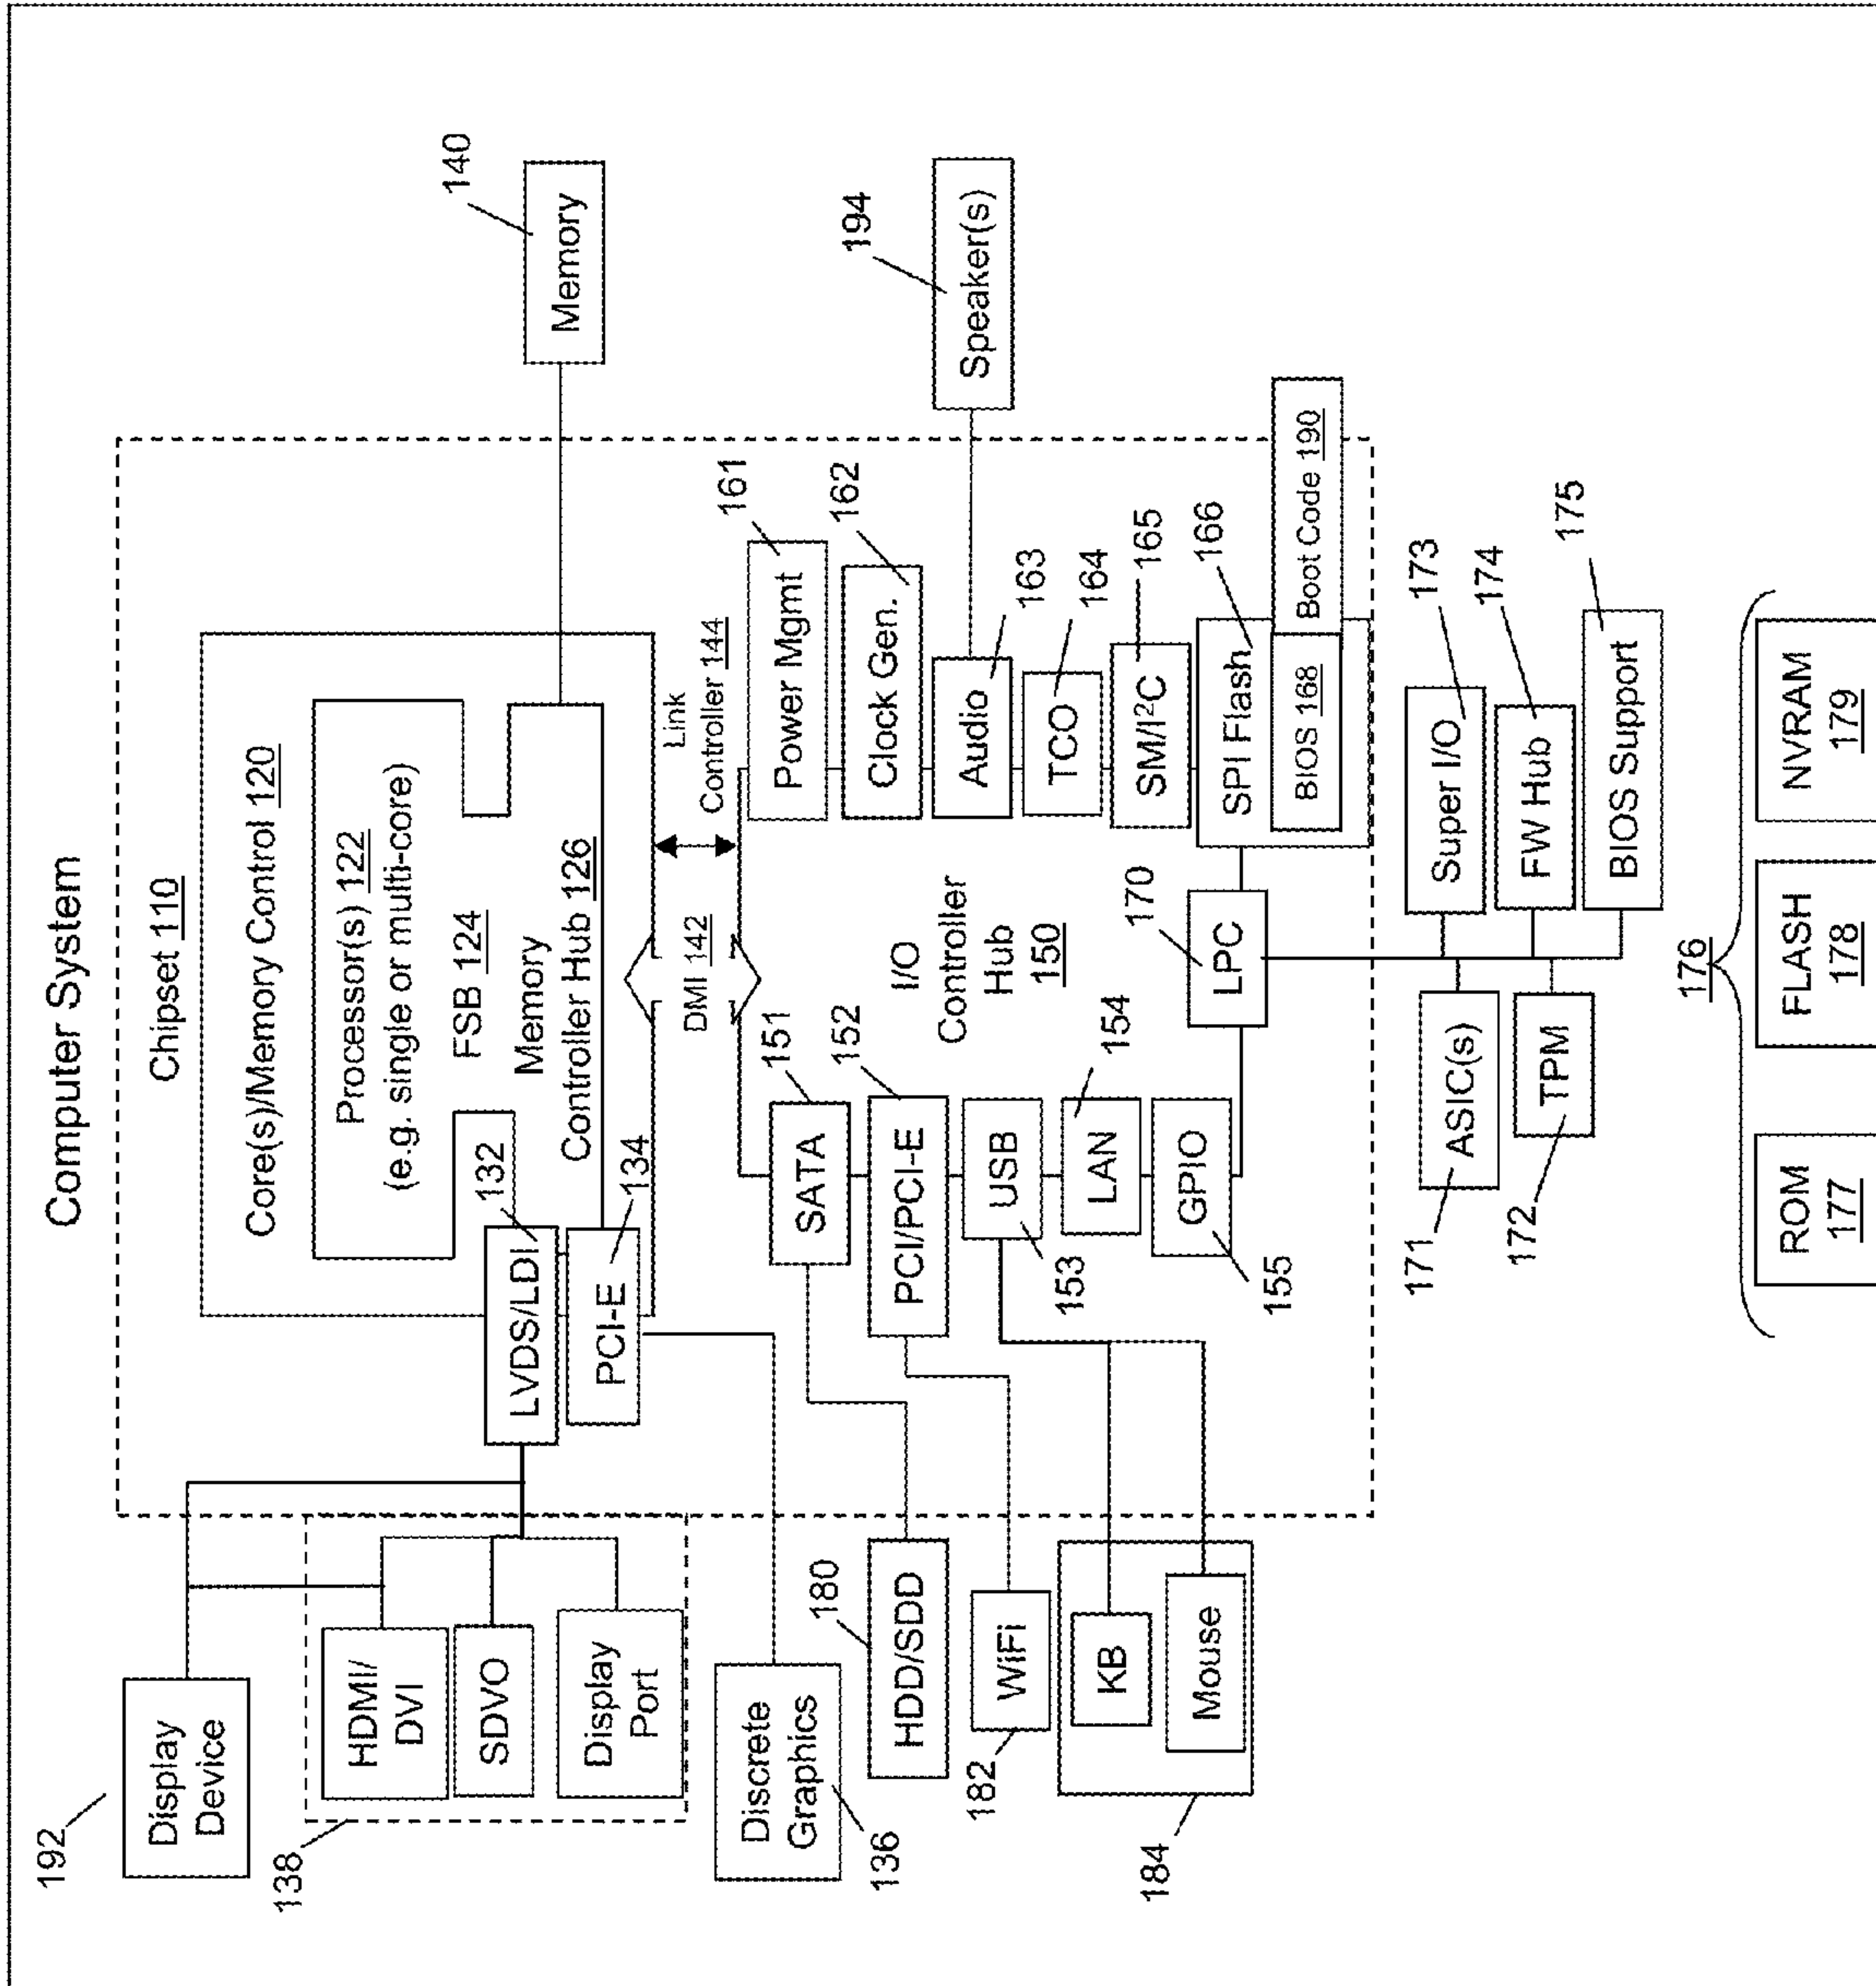 Computer System
Chipset 110
192
Display
Device
138
HDMI/
DVI
SDVO
Display
Port
Core(s)/Memory Control 120
Processor(s) 122
(e.g. single or multi-core)
FSB 124
Memory
Controller Hub 126
132
LVDS/LDI
134
PCI-E
140
Memory
Discrete
Graphics
136
DMI 142
Link
Controller 144
I/O
Controller
Hub
150
151
SATA
152
PCI/PCI-E
USB
153
154
LAN
GPIO
155
161
Power Mgmt
162
Clock Gen.
Audio
163
194
Speaker(s)
TCO
164
SM/I²C
165
SPI Flash
166
BIOS 168
Boot Code 190
180
HDD/SDD
WiFi
182
KB
Mouse
184
170
LPC
171
ASIC(s)
172
TPM
Super I/O
173
FW Hub
174
BIOS Support
175
176
ROM
177
FLASH
178
NVRAM
179